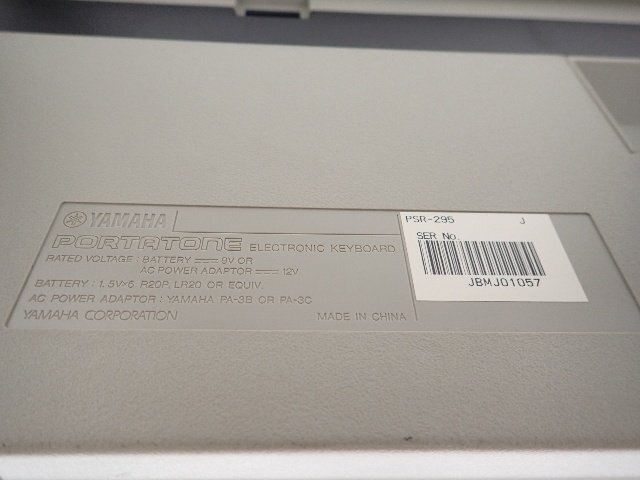 YAMAHA
PORTATONE ELECTRONIC KEYBOARD
RATED VOLTAGE : BATTERY ⎓ 9V OR
AC POWER ADAPTOR ⎓ 12V
BATTERY : 1.5V×6 R20P, LR20 OR EQUIV.
AC POWER ADAPTOR : YAMAHA PA-3B OR PA-3C
YAMAHA CORPORATION MADE IN CHINA
PSR-295 J
SER No.
JBMJ01057